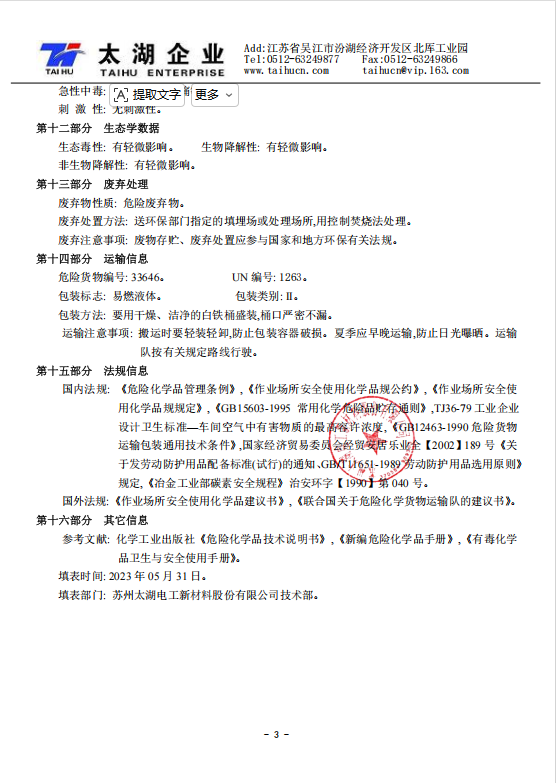 太湖企业
TAI HU
TAIHU ENTERPRISE
Add:江苏省吴江市汾湖经济开发区北厍工业园
Tel:0512-63249877 Fax:0512-63249866
www.taihucn.com taihucn@vip.163.com
急性中毒:
提取文字 更多
刺 激 性: 无刺激性。
第十二部分 生态学数据
生态毒性: 有轻微影响。 生物降解性: 有轻微影响。
非生物降解性: 有轻微影响。
第十三部分 废弃处理
废弃物性质: 危险废弃物。
废弃处置方法: 送环保部门指定的填埋场或处理场所,用控制焚烧法处理。
废弃注意事项: 废物存贮、废弃处置应参与国家和地方环保有关法规。
第十四部分 运输信息
危险货物编号: 33646。 UN 编号: 1263。
包装标志: 易燃液体。 包装类别: II。
包装方法: 要用干燥、洁净的白铁桶盛装,桶口严密不漏。
运输注意事项: 搬运时要轻装轻卸,防止包装容器破损。夏季应早晚运输,防止日光曝晒。运输
队按有关规定路线行驶。
第十五部分 法规信息
国内法规: 《危险化学品管理条例》,《作业场所安全使用化学品规公约》,《作业场所安全使
用化学品规规定》,《GB15603-1995 常用化学危险品贮存通则》,TJ36-79 工业企业
设计卫生标准—车间空气中有害物质的最高容许浓度,《GB12463-1990 危险货物
运输包装通用技术条件》,国家经济贸易委员会经贸安居乐业全【2002】189 号《关
于发劳动防护用品配备标准(试行)的通知、GB/T11651-1989 劳动防护用品选用原则》
规定,《冶金工业部碳素安全规程》 治安环字【1990】第 040 号。
国外法规: 《作业场所安全使用化学品建议书》,《联合国关于危险化学货物运输队的建议书》。
第十六部分 其它信息
参考文献: 化学工业出版社《危险化学品技术说明书》,《新编危险化学品手册》,《有毒化学
品卫生与安全使用手册》。
填表时间: 2023 年 05 月 31 日。
填表部门: 苏州太湖电工新材料股份有限公司技术部。
- 3 -